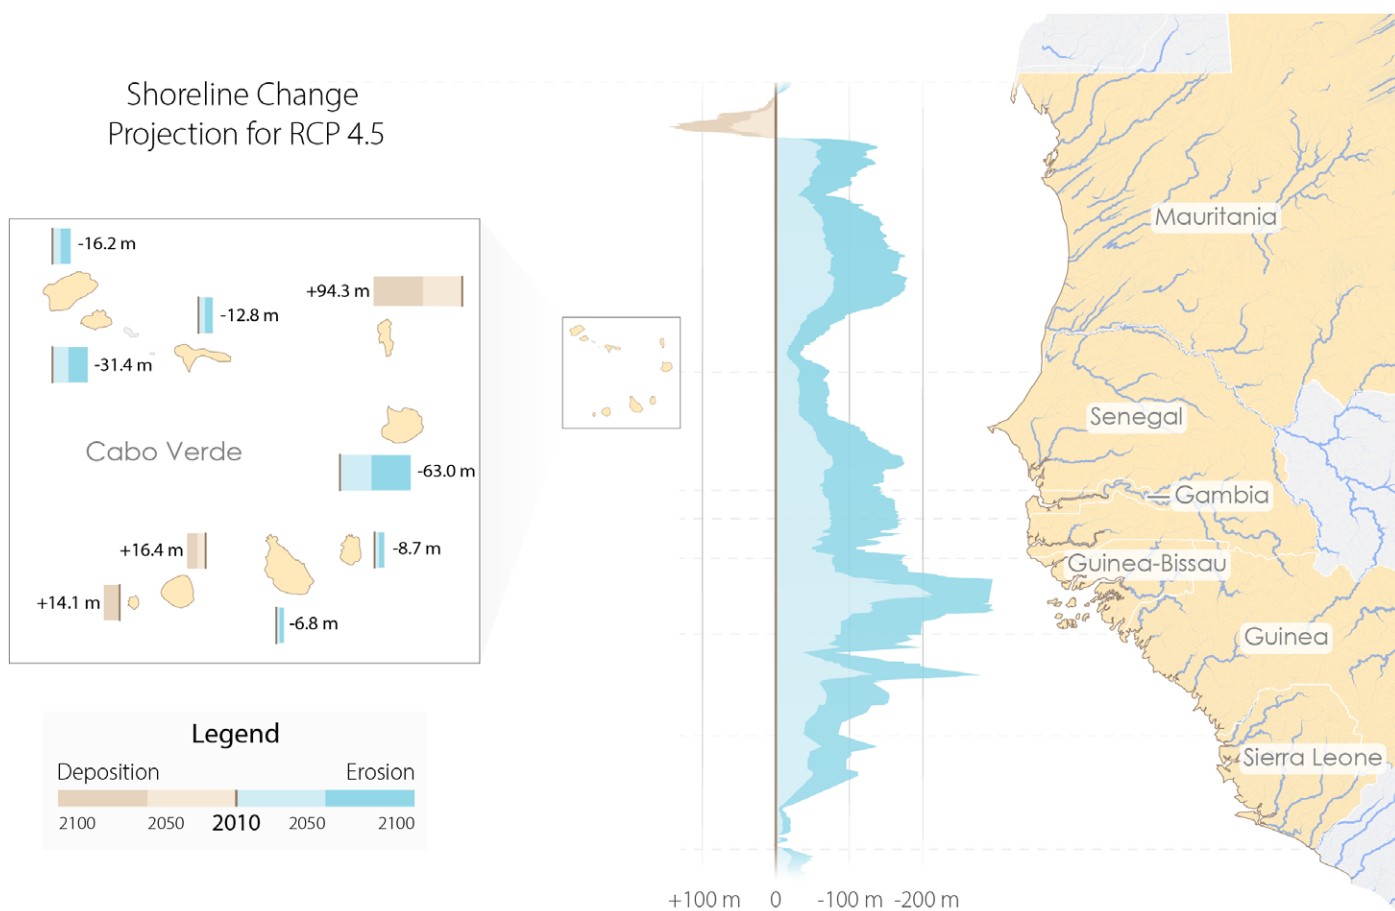 Shoreline Change
Projection for RCP 4.5
-16.2 m
+94.3 m
-12.8 m
-31.4 m
Cabo Verde
-63.0 m
+16.4 m
-8.7 m
+14.1 m
-6.8 m
Legend
Deposition Erosion
2100 2050 2010 2050 2100
+100 m 0 -100 m -200 m
Mauritania
Senegal
Gambia
Guinea-Bissau
Guinea
Sierra Leone